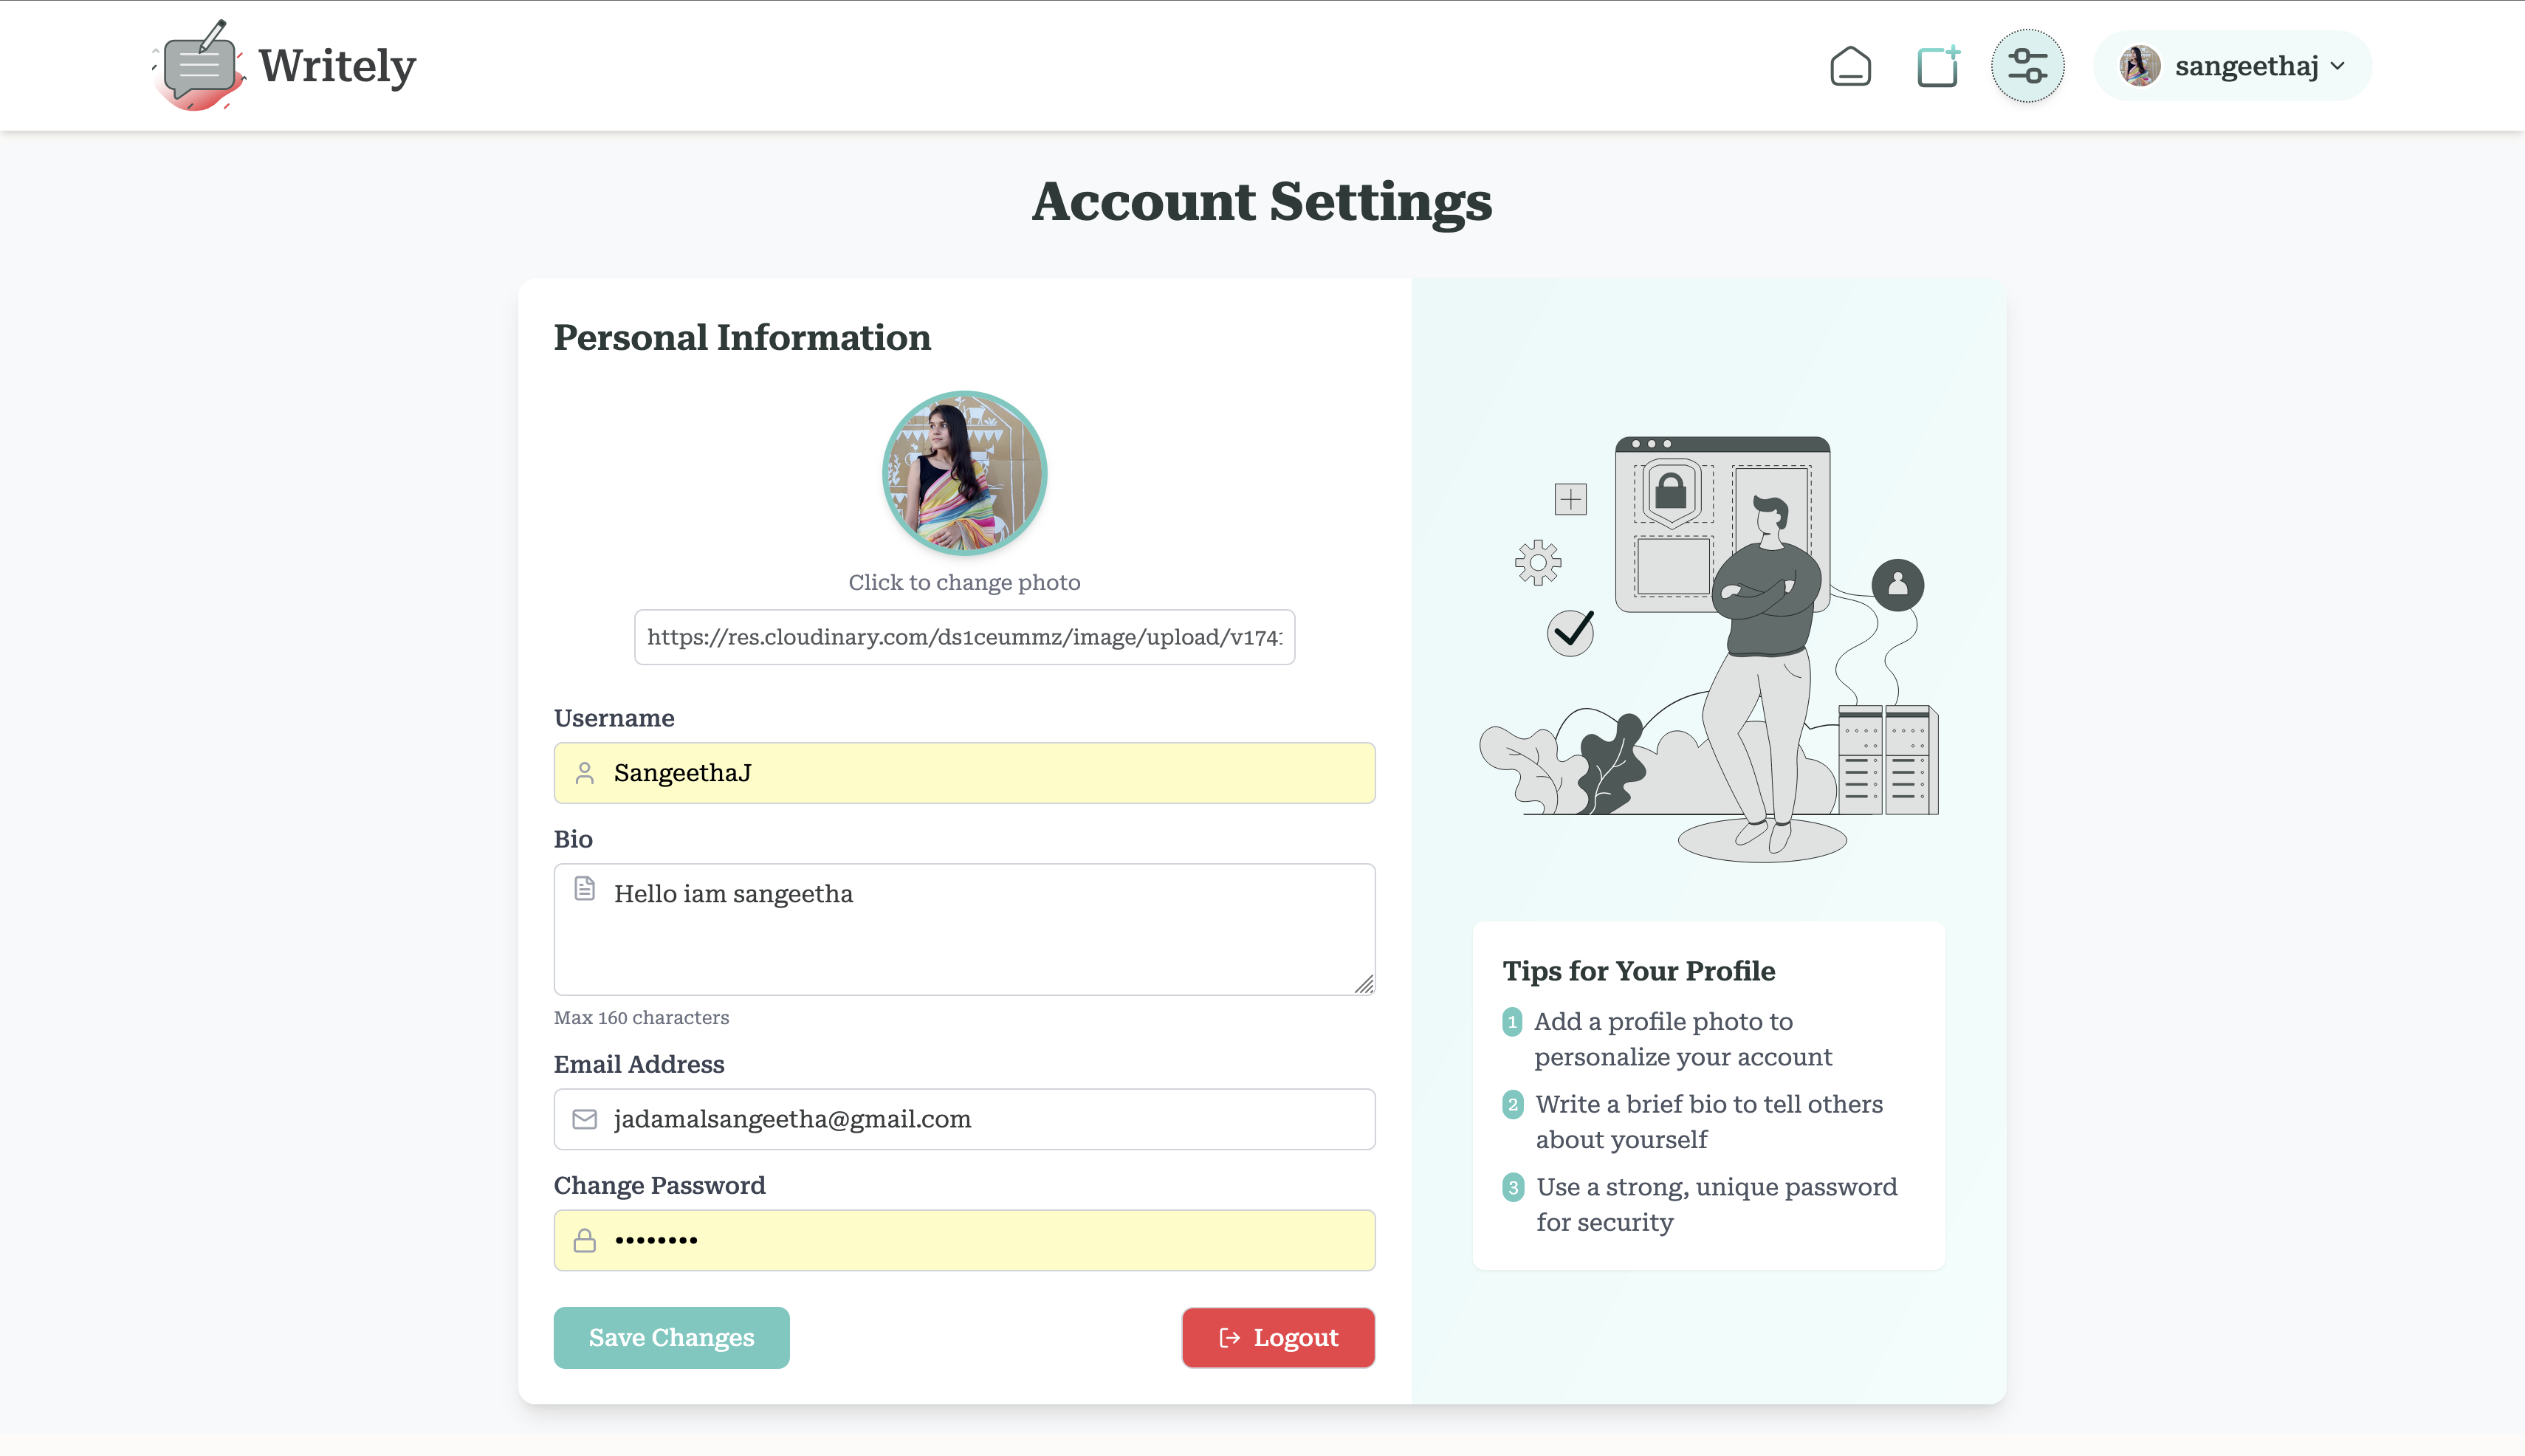 Writely
sangeethaj
Account Settings
Personal Information
Click to change photo
https://res.cloudinary.com/ds1ceummz/image/upload/v174
Username
SangeethaJ
Bio
Hello iam sangeetha
Max 160 characters
Email Address
jadamalsangeetha@gmail.com
Change Password
••••••••
Save Changes
Logout
Tips for Your Profile
1 Add a profile photo to
personalize your account
2 Write a brief bio to tell others
about yourself
3 Use a strong, unique password
for security